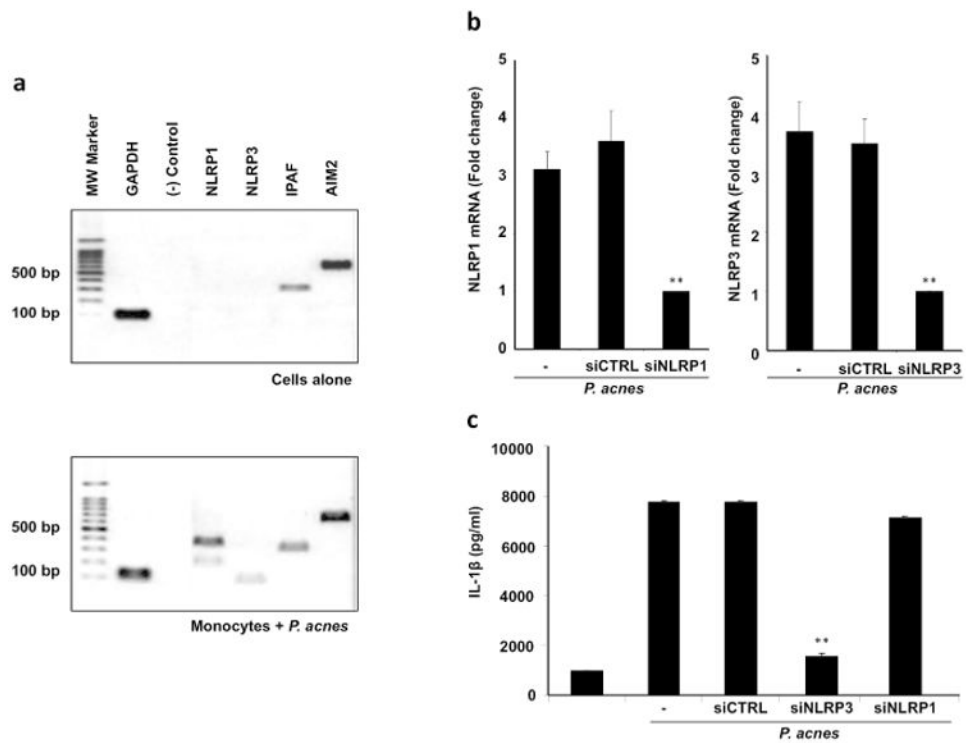 a
MW Marker
GAPDH
(-) Control
NLRP1
NLRP3
IPAF
AIM2
500 bp
100 bp
Cells alone
500 bp
100 bp
Monocytes + P. acnes
b
NLRP1 mRNA (Fold change)
5
4
3
2
1
0
- siCTRL siNLRP1
P. acnes
NLRP3 mRNA (Fold change)
5
4
3
2
1
0
**
- siCTRL siNLRP3
P. acnes
**
c
IL-1β (pg/ml)
10000
8000
6000
4000
2000
0
**
- siCTRL siNLRP3 siNLRP1
P. acnes